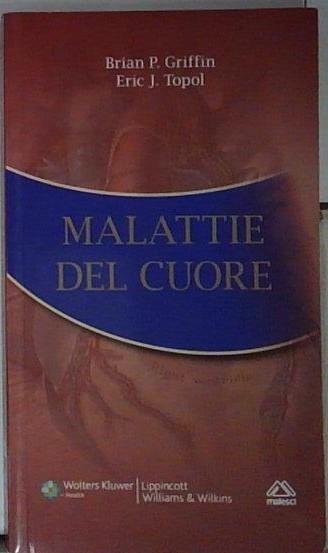 Brian P. Griffin
Eric J. Topol
MALATTIE
DEL CUORE
Wolters Kluwer
Health
Lippincott
Williams & Wilkins
malesci